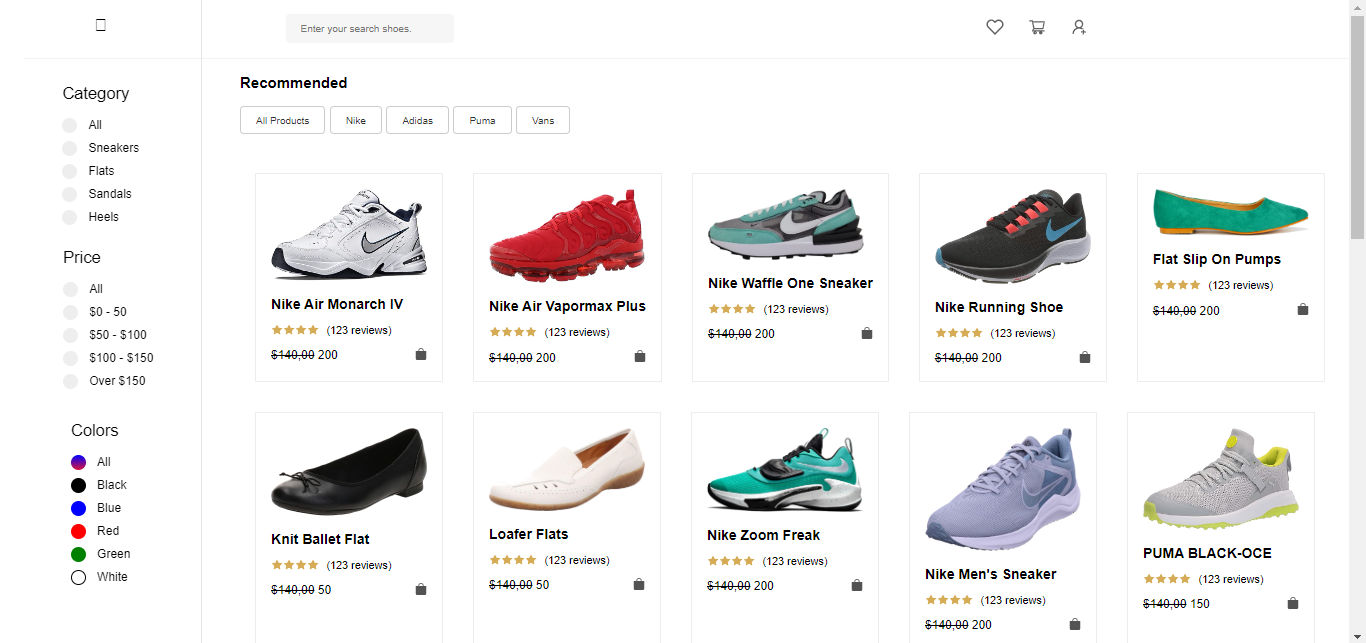 Enter your search shoes.
Category
All
Sneakers
Flats
Sandals
Heels
Price
All
$0 - 50
$50 - $100
$100 - $150
Over $150
Colors
All
Black
Blue
Red
Green
White
Recommended
All Products
Nike
Adidas
Puma
Vans
Nike Air Monarch IV
(123 reviews)
$140,00 200
Nike Air Vapormax Plus
(123 reviews)
$140,00 200
Nike Waffle One Sneaker
(123 reviews)
$140,00 200
Nike Running Shoe
(123 reviews)
$140,00 200
Flat Slip On Pumps
(123 reviews)
$140,00 200
Knit Ballet Flat
(123 reviews)
$140,00 50
Loafer Flats
(123 reviews)
$140,00 50
Nike Zoom Freak
(123 reviews)
$140,00 200
Nike Men's Sneaker
(123 reviews)
$140,00 200
PUMA BLACK-OCE
(123 reviews)
$140,00 150